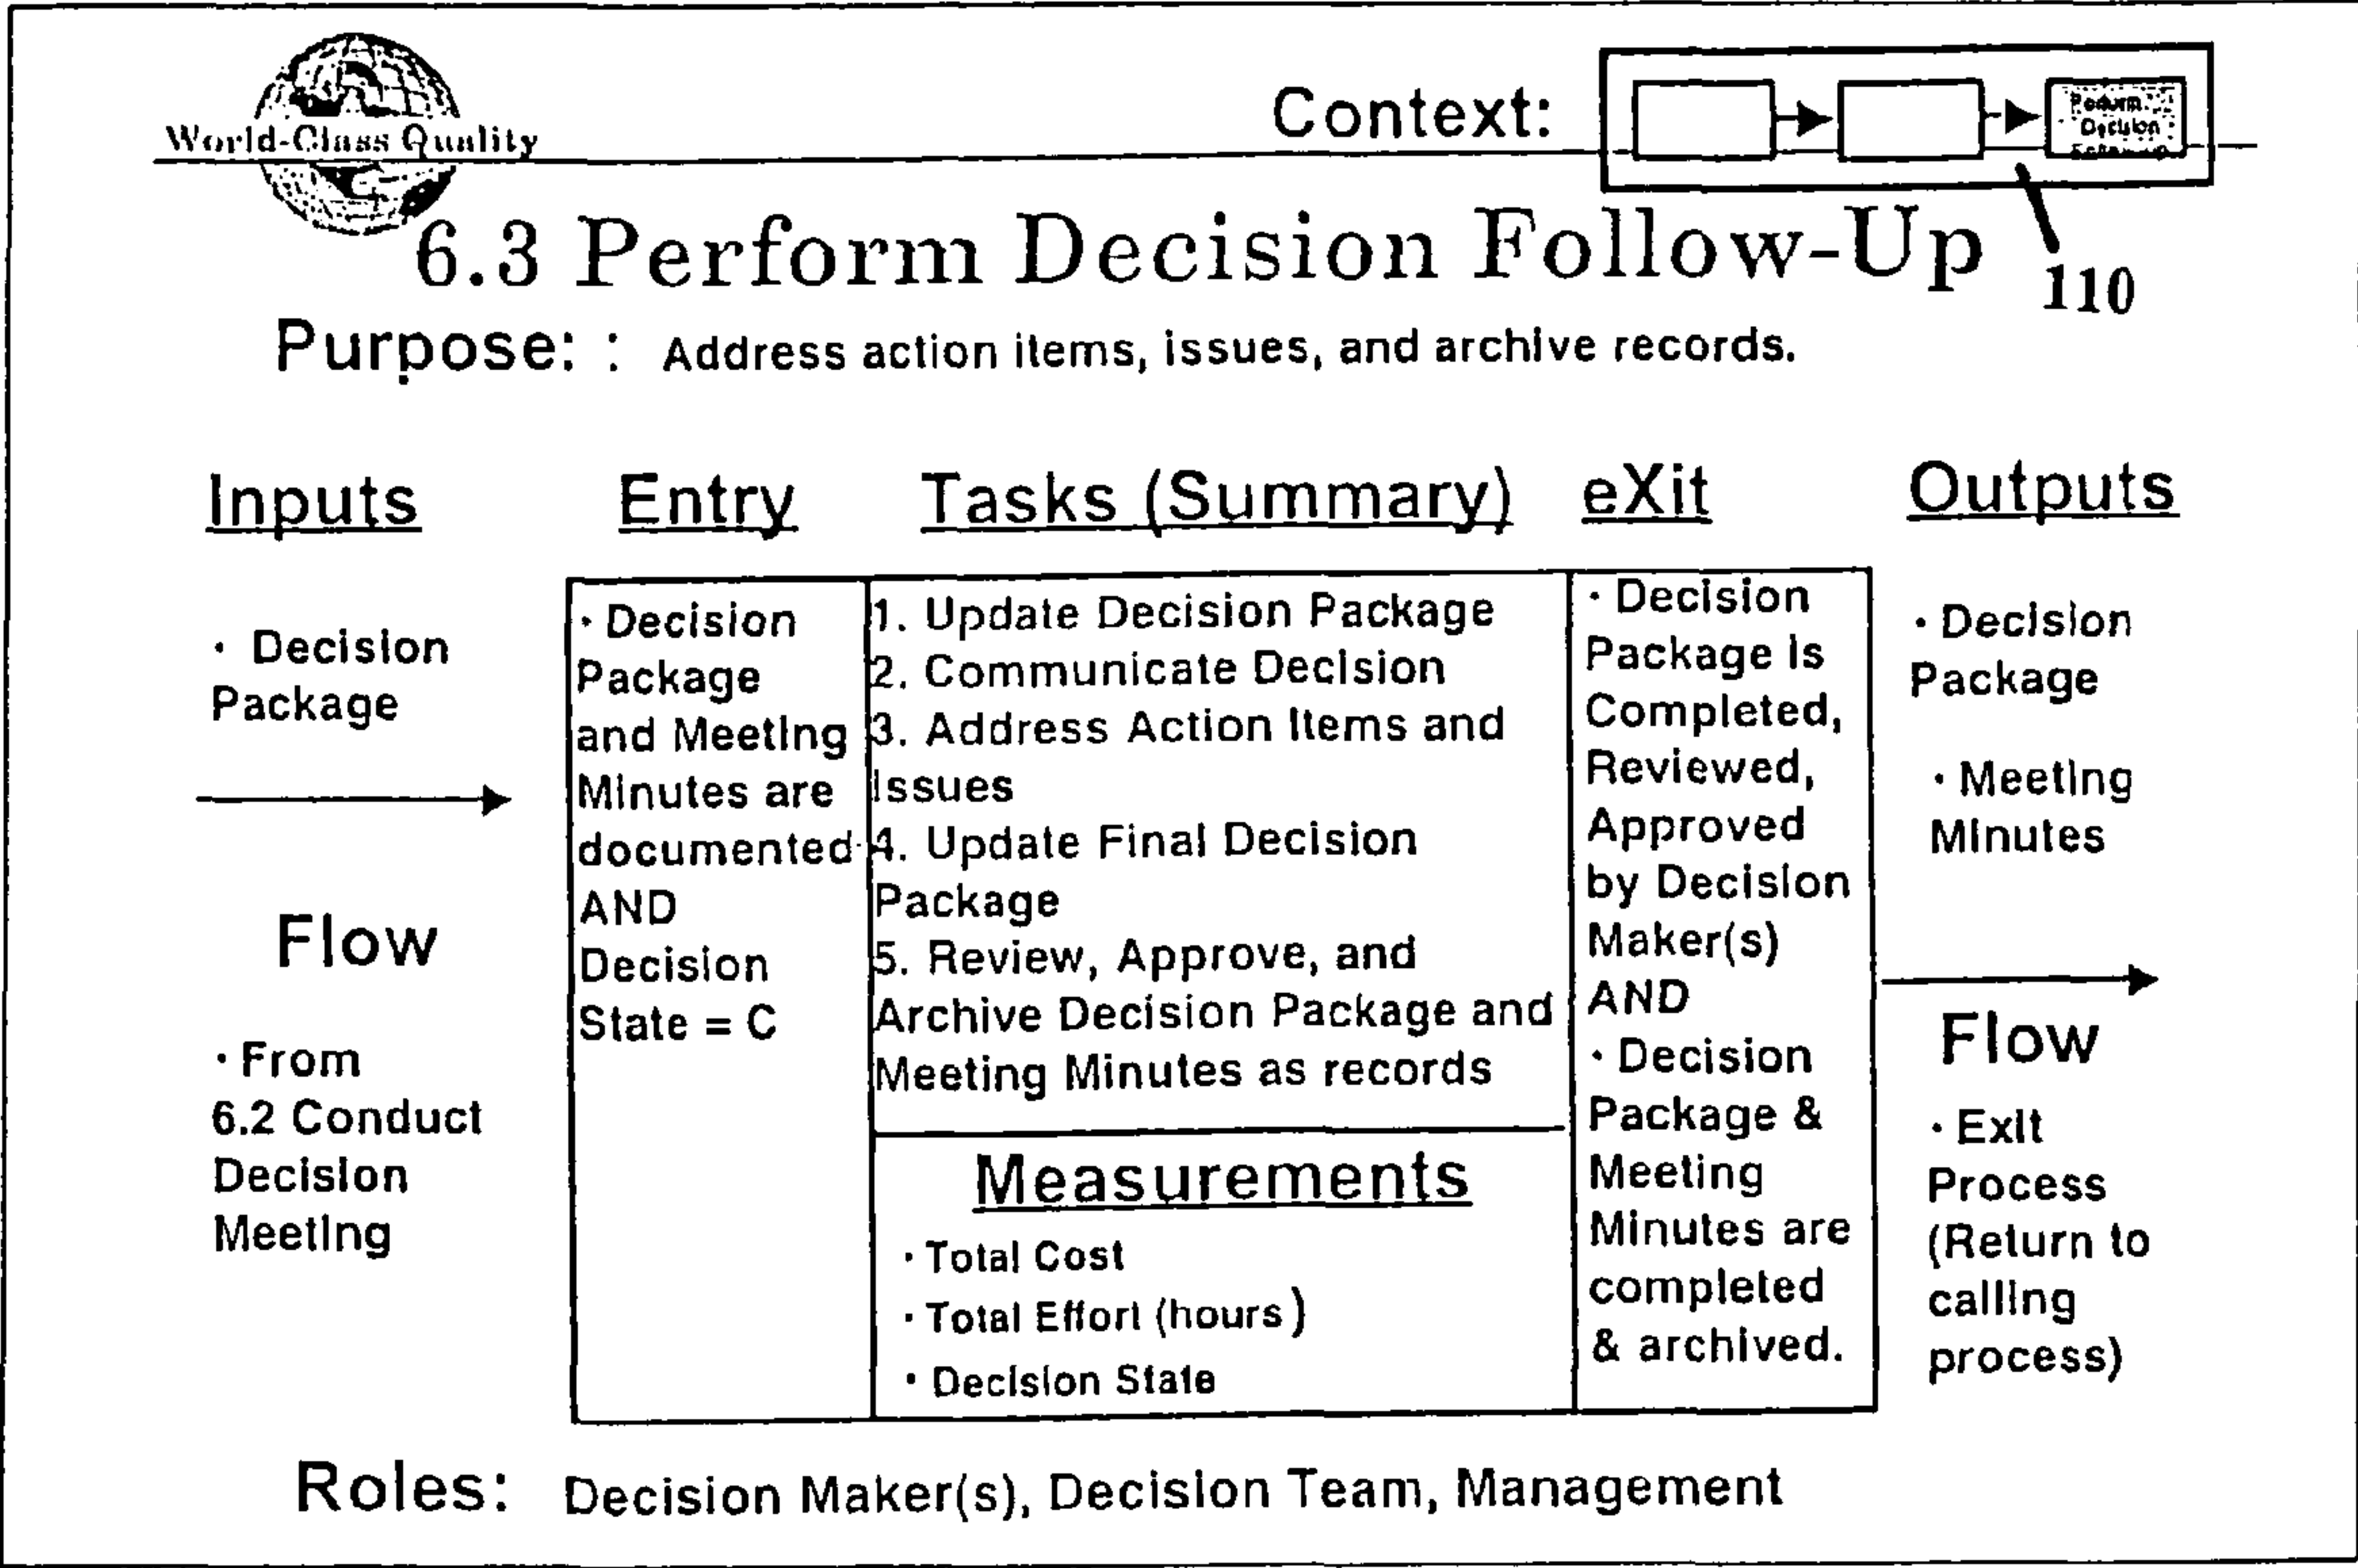 World-Class Quality
Context:
Perform
Decision
Follow-up
6.3 Perform Decision Follow-Up
110
Purpose: : Address action items, issues, and archive records.
Inputs
· Decision
Package
Flow
· From
6.2 Conduct
Decision
Meeting
Entry
· Decision
Package
and Meeting
Minutes are
documented
AND
Decision
State = C
Tasks (Summary)
1. Update Decision Package
2. Communicate Decision
3. Address Action Items and
Issues
4. Update Final Decision
Package
5. Review, Approve, and
Archive Decision Package and
Meeting Minutes as records
Measurements
· Total Cost
· Total Effort (hours)
· Decision State
eXit
· Decision
Package is
Completed,
Reviewed,
Approved
by Decision
Maker(s)
AND
· Decision
Package &
Meeting
Minutes are
completed
& archived.
Outputs
· Decision
Package
· Meeting
Minutes
Flow
· Exit
Process
(Return to
calling
process)
Roles: Decision Maker(s), Decision Team, Management